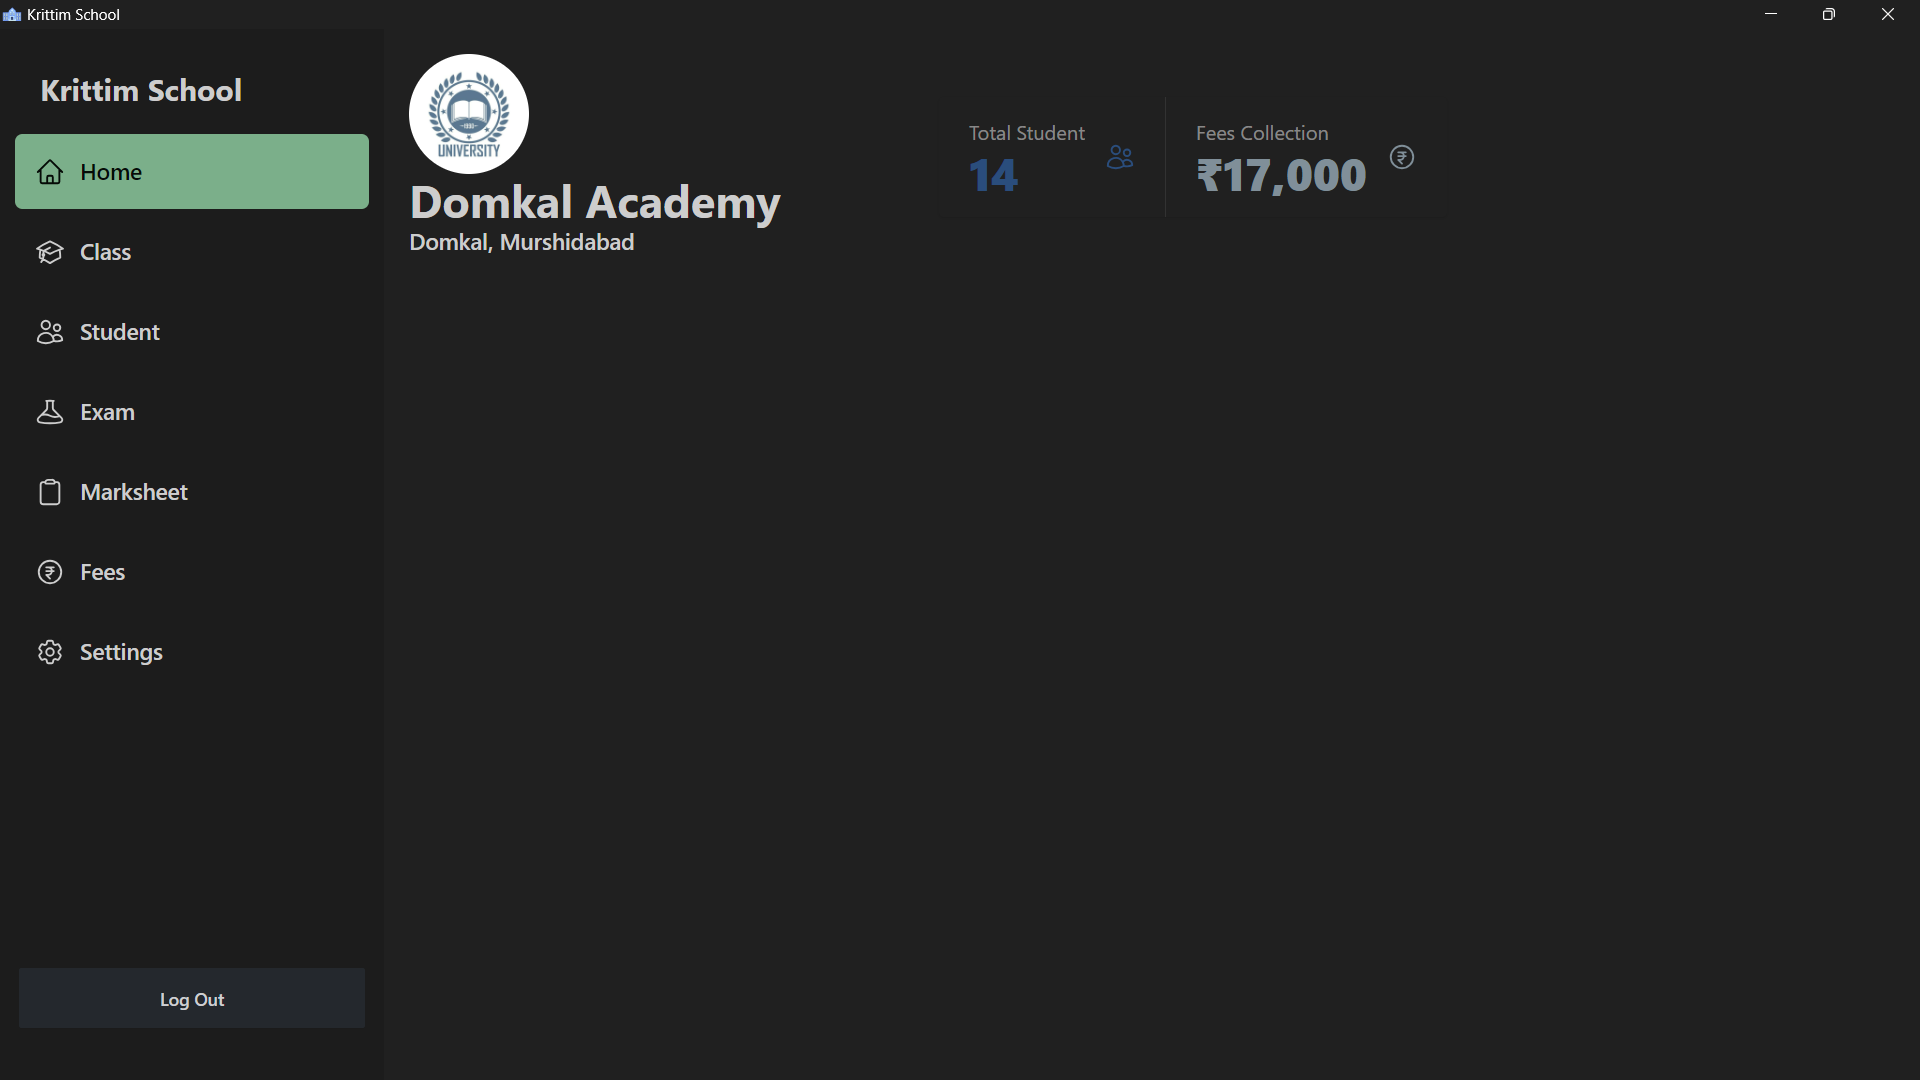 Krittim School
Krittim School
Home
Class
Student
Exam
Marksheet
Fees
Settings
Log Out
UNIVERSITY
Domkal Academy
Domkal, Murshidabad
Total Student
14
Fees Collection
₹17,000